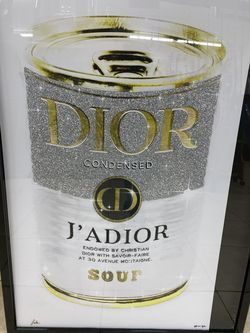 DIOR
CONDENSED
CD
J'ADIOR
ENDOWED BY CHRISTIAN
DIOR WITH SAVOIR-FAIRE
AT 30 AVENUE MONTAIGNE.
SOUP